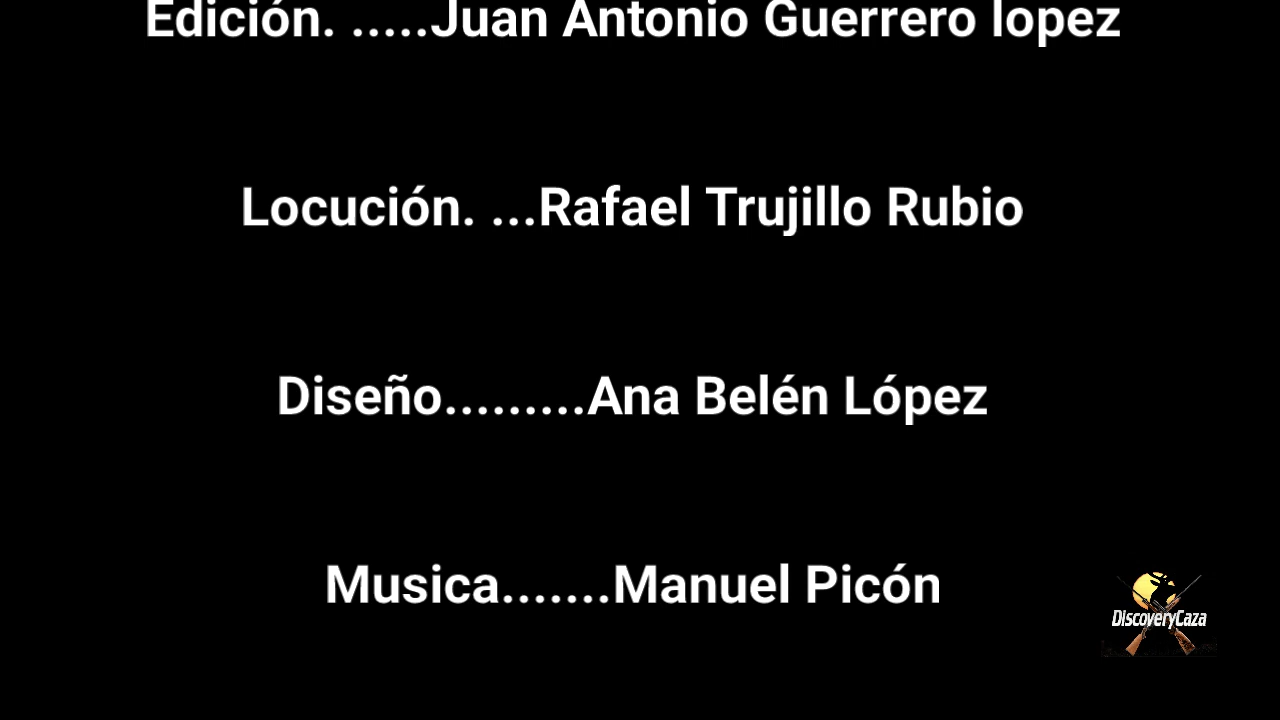 Edición. .....Juan Antonio Guerrero lopez
Locución. ...Rafael Trujillo Rubio
Diseño.........Ana Belén López
Musica.......Manuel Picón
DiscoveryCaza